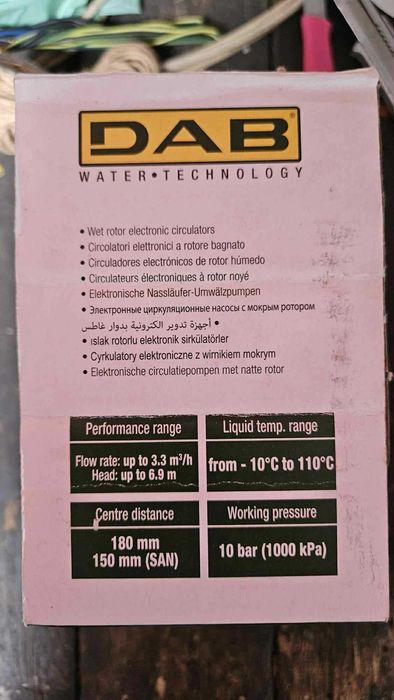 DAB®
WATER • TECHNOLOGY
• Wet rotor electronic circulators
• Circolatori elettronici a rotore bagnato
• Circuladores electrónicos de rotor húmedo
• Circulateurs électroniques à rotor noyé
• Elektronische Nassläufer-Umwälzpumpen
• Электронные циркуляционные насосы с мокрым ротором
• أجهزة تدوير الكترونية بدوار غاطس
• ıslak rotorlu elektronik sirkülatörler
• Cyrkulatory elektroniczne z wirnikiem mokrym
• Elektronische circulatiepompen met natte rotor
Performance range
Flow rate: up to 3.3 m³/h
Head: up to 6.9 m
Liquid temp. range
from - 10°C to 110°C
Centre distance
180 mm
150 mm (SAN)
Working pressure
10 bar (1000 kPa)